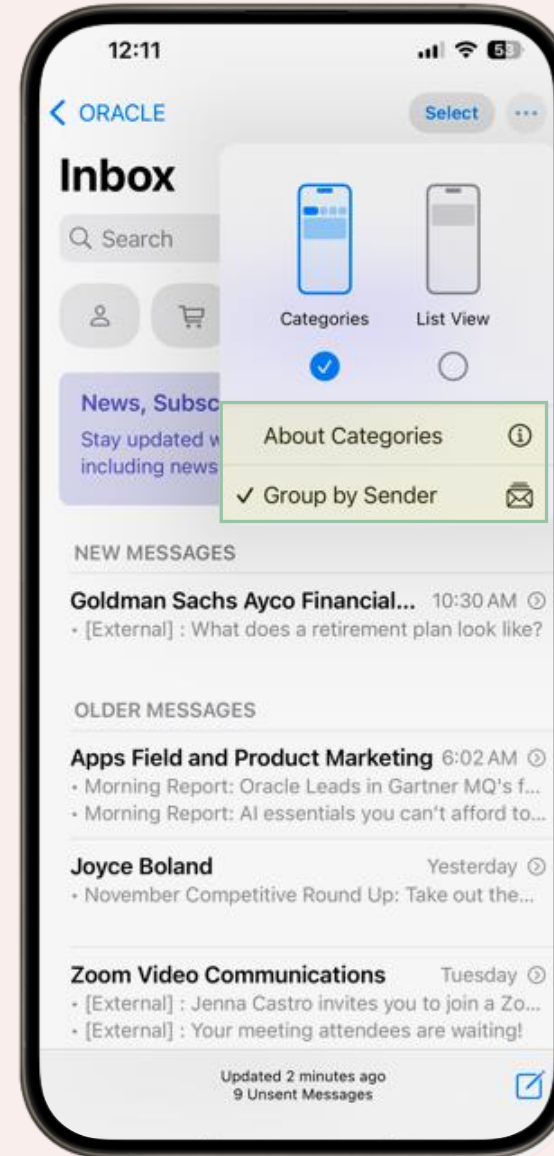 12:11
53
ORACLE
Select
Inbox
Search
Categories
List View
News, Subsc
Stay updated w
including news
About Categories
Group by Sender
NEW MESSAGES
Goldman Sachs Ayco Financial... 10:30 AM
• [External] : What does a retirement plan look like?
OLDER MESSAGES
Apps Field and Product Marketing 6:02 AM
• Morning Report: Oracle Leads in Gartner MQ's f...
• Morning Report: AI essentials you can't afford to...
Joyce Boland Yesterday
• November Competitive Round Up: Take out the...
Zoom Video Communications Tuesday
• [External] : Jenna Castro invites you to join a Zo...
• [External] : Your meeting attendees are waiting!
Updated 2 minutes ago
9 Unsent Messages